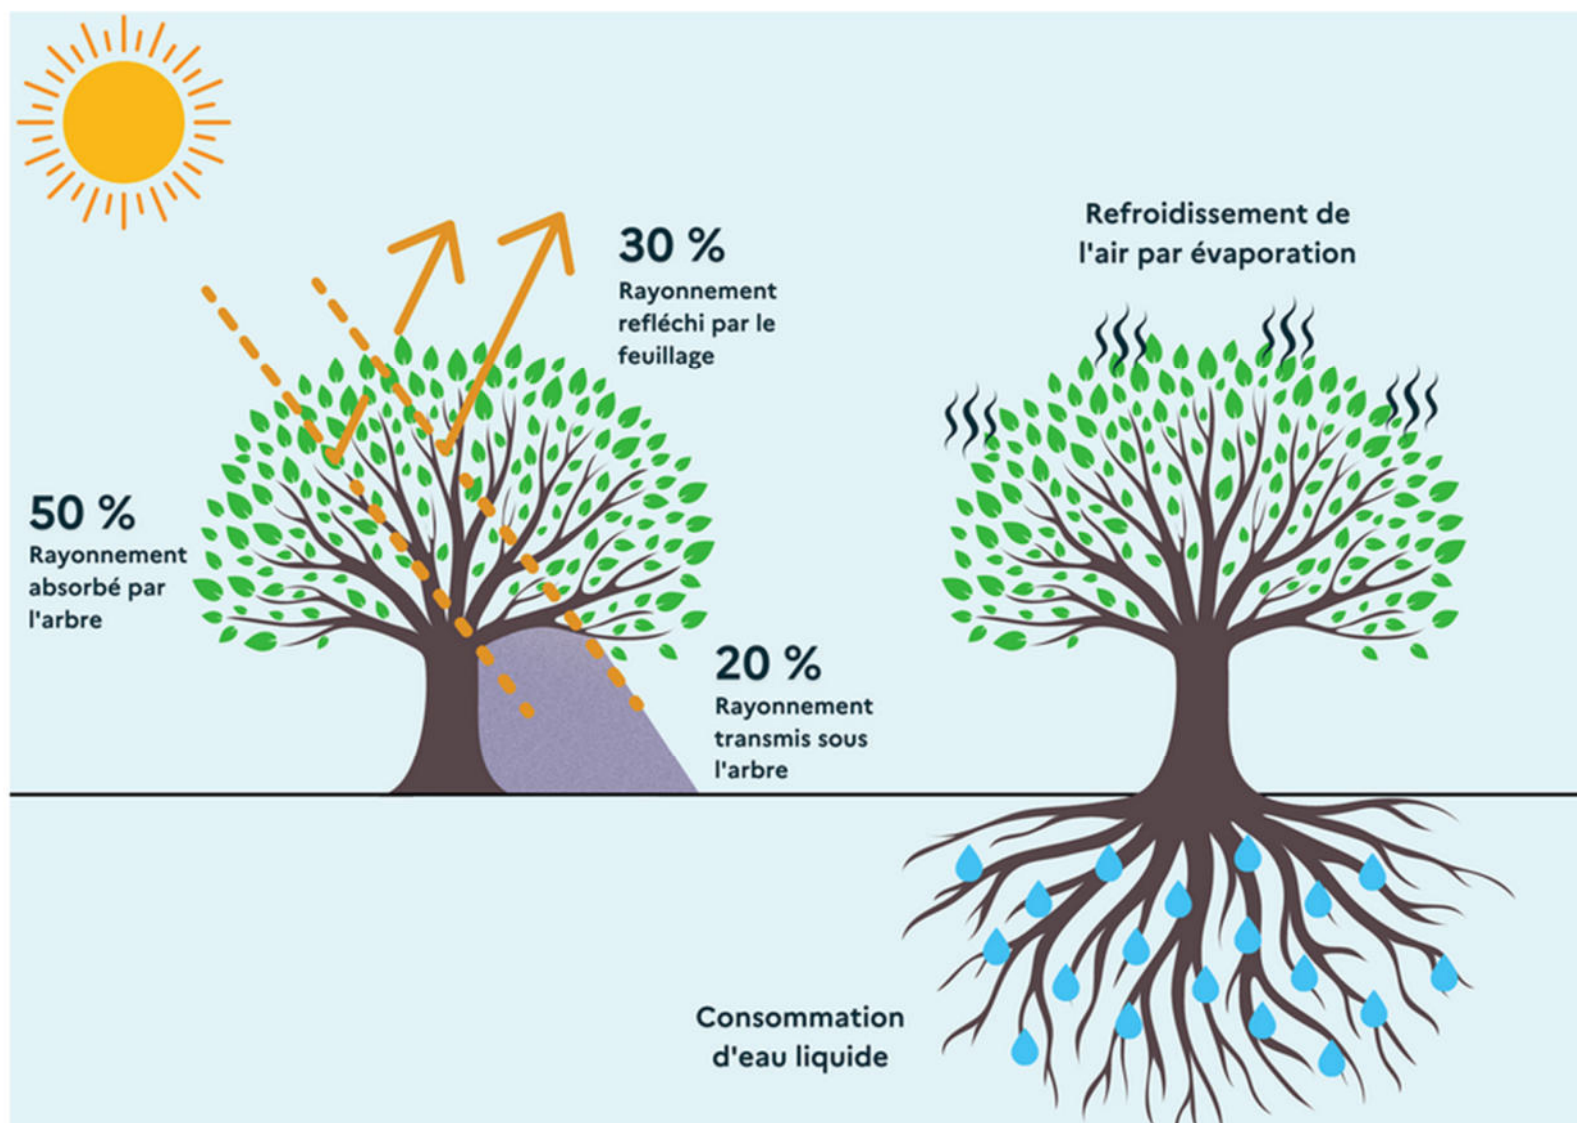 30 %
Rayonnement
refléchi par le
feuillage
50 %
Rayonnement
absorbé par
l'arbre
20 %
Rayonnement
transmis sous
l'arbre
Refroidissement de
l'air par évaporation
Consommation
d'eau liquide